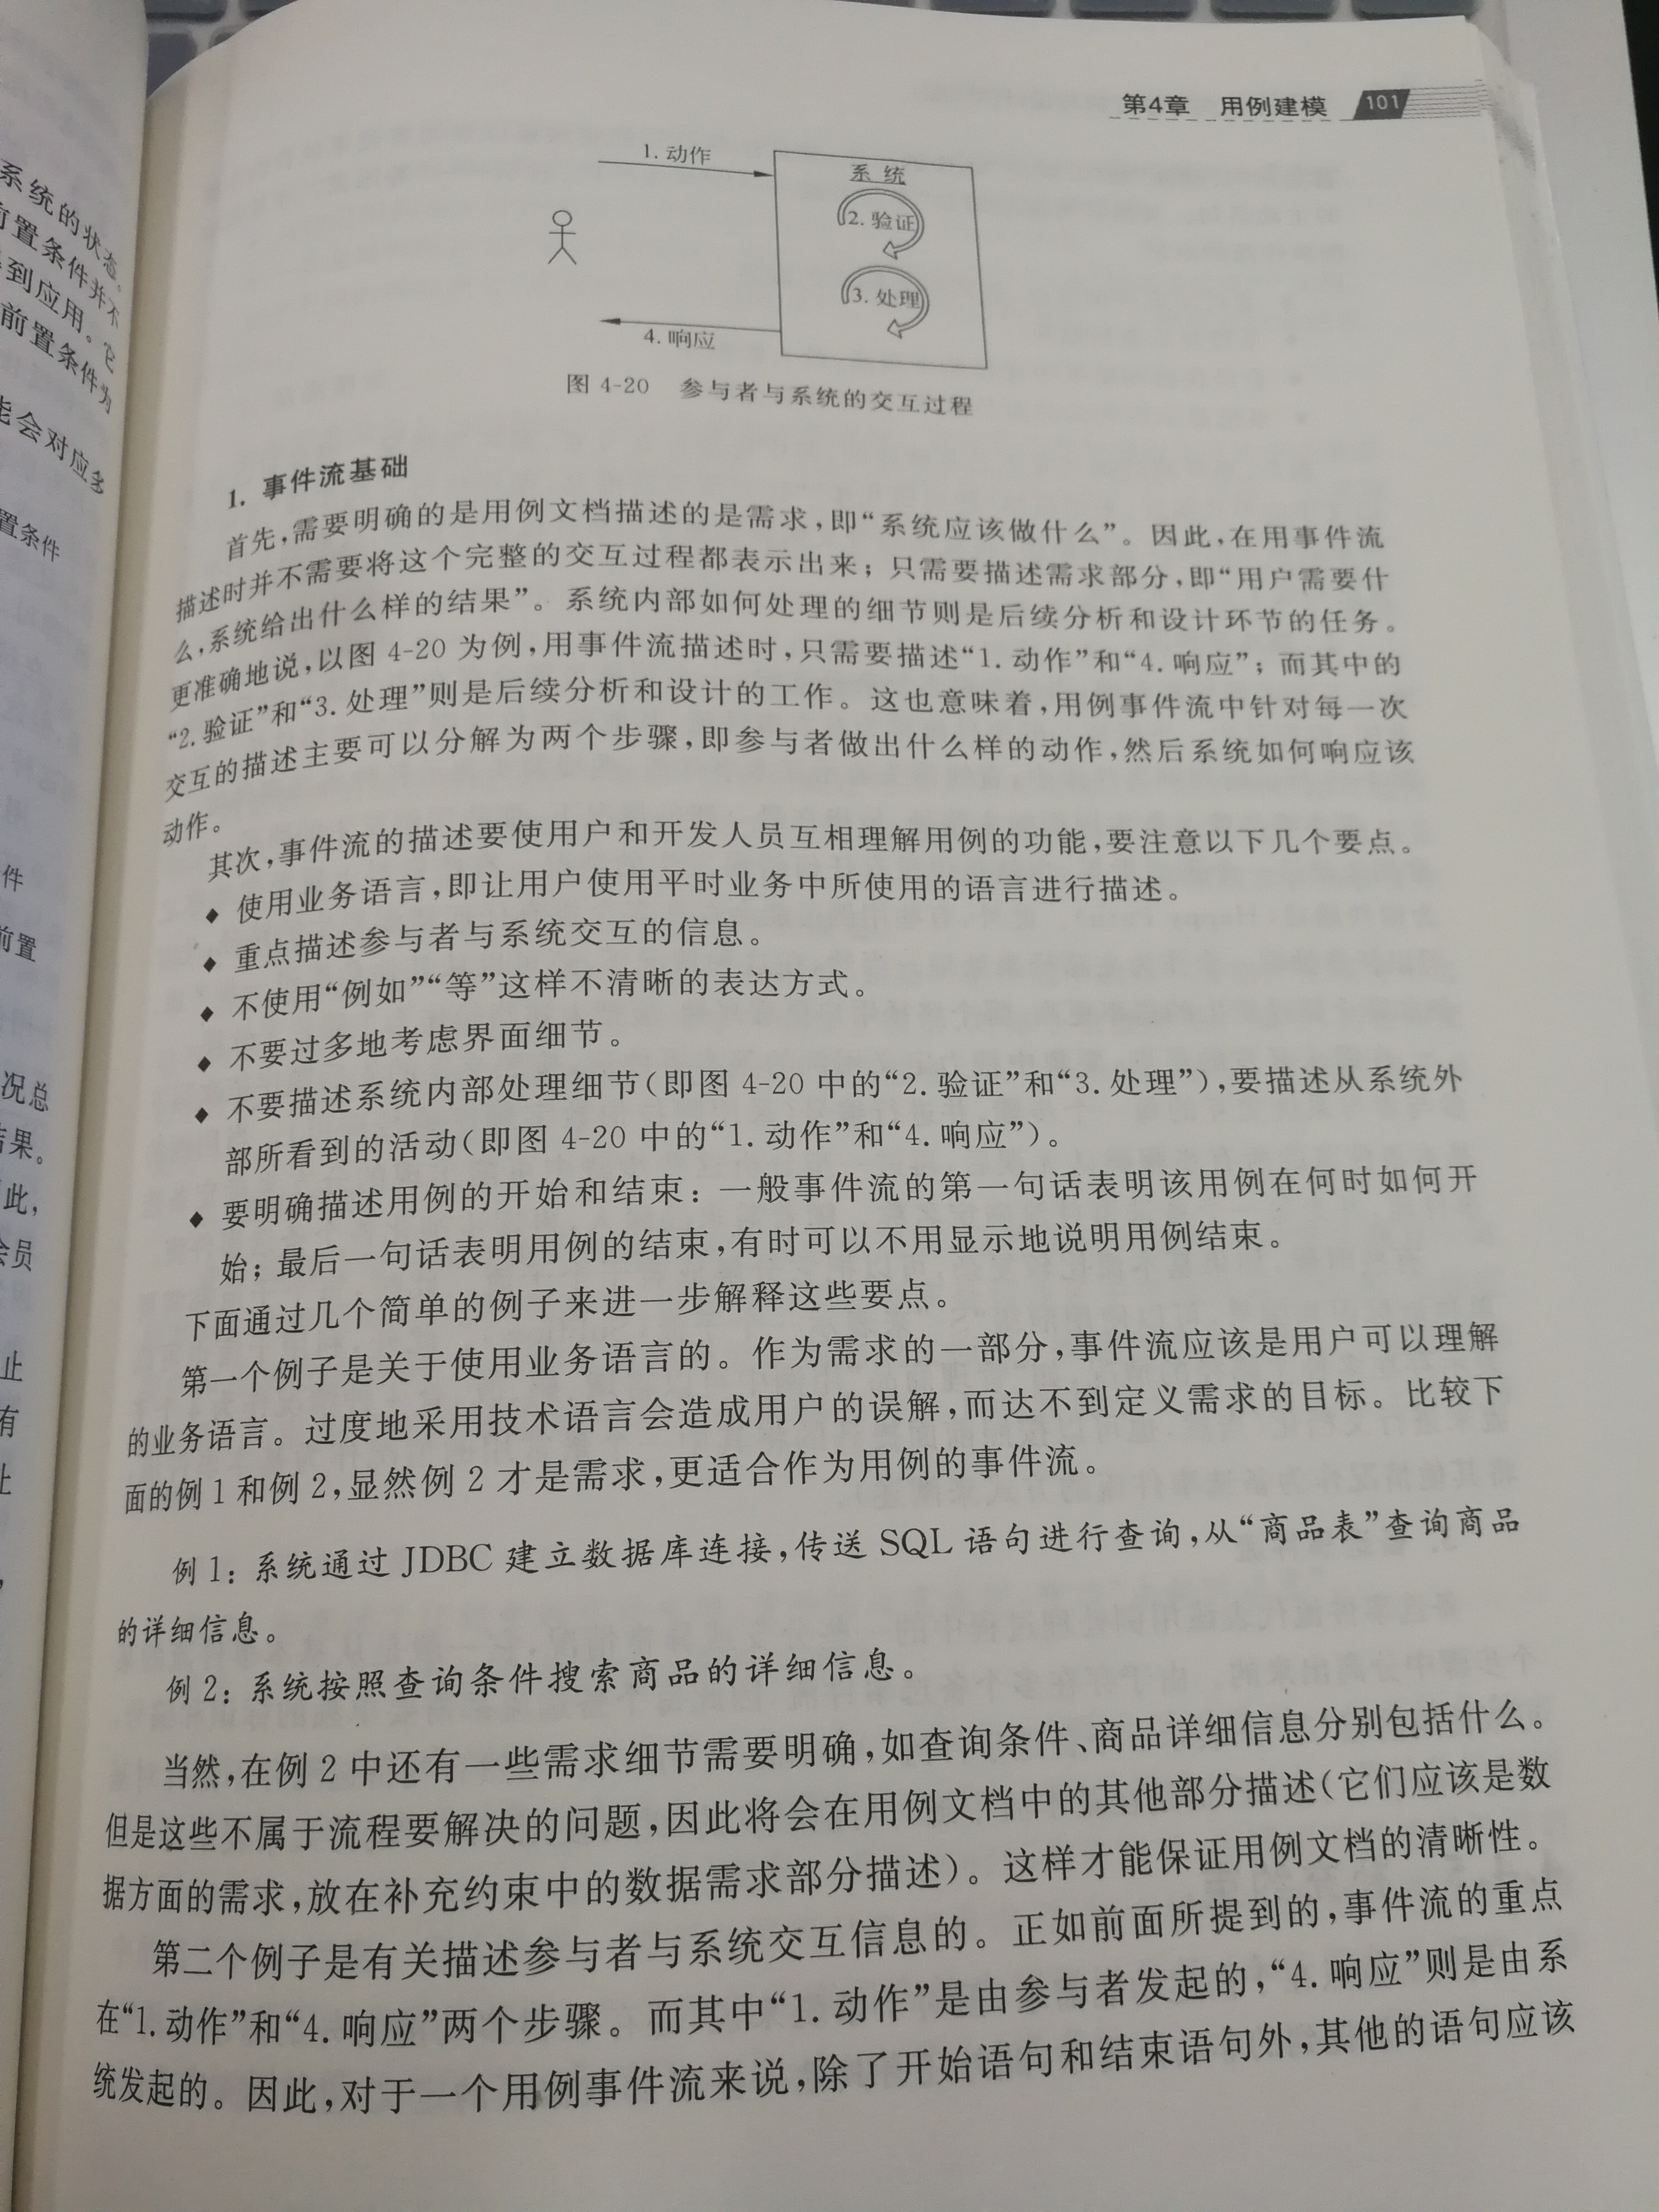 第4章 用例建模 101
1. 动作
系统
2. 验证
3. 处理
4. 响应
图 4-20 参与者与系统的交互过程
1. 事件流基础
首先,需要明确的是用例文档描述的是需求,即“系统应该做什么”。因此,在用事件流
描述时并不需要将这个完整的交互过程都表示出来；只需要描述需求部分,即“用户需要什
么,系统给出什么样的结果”。系统内部如何处理的细节则是后续分析和设计环节的任务。
更准确地说,以图 4-20 为例,用事件流描述时,只需要描述“1. 动作”和“4. 响应”；而其中的
“2. 验证”和“3. 处理”则是后续分析和设计的工作。这也意味着,用例事件流中针对每一次
交互的描述主要可以分解为两个步骤,即参与者做出什么样的动作,然后系统如何响应该
动作。
其次,事件流的描述要使用户和开发人员互相理解用例的功能,要注意以下几个要点。
◆ 使用业务语言,即让用户使用平时业务中所使用的语言进行描述。
◆ 重点描述参与者与系统交互的信息。
◆ 不使用“例如”“等”这样不清晰的表达方式。
◆ 不要过多地考虑界面细节。
◆ 不要描述系统内部处理细节(即图 4-20 中的“2. 验证”和“3. 处理”),要描述从系统外
部所看到的活动(即图 4-20 中的“1. 动作”和“4. 响应”)。
◆ 要明确描述用例的开始和结束：一般事件流的第一句话表明该用例在何时如何开
始；最后一句话表明用例的结束,有时可以不用显示地说明用例结束。
下面通过几个简单的例子来进一步解释这些要点。
第一个例子是关于使用业务语言的。作为需求的一部分,事件流应该是用户可以理解
的业务语言。过度地采用技术语言会造成用户的误解,而达不到定义需求的目标。比较下
面的例 1 和例 2,显然例 2 才是需求,更适合作为用例的事件流。
例 1：系统通过 JDBC 建立数据库连接,传送 SQL 语句进行查询,从“商品表”查询商品
的详细信息。
例 2：系统按照查询条件搜索商品的详细信息。
当然,在例 2 中还有一些需求细节需要明确,如查询条件、商品详细信息分别包括什么。
但是这些不属于流程要解决的问题,因此将会在用例文档中的其他部分描述(它们应该是数
据方面的需求,放在补充约束中的数据需求部分描述)。这样才能保证用例文档的清晰性。
第二个例子是有关描述参与者与系统交互信息的。正如前面所提到的,事件流的重点
在“1. 动作”和“4. 响应”两个步骤。而其中“1. 动作”是由参与者发起的,“4. 响应”则是由系
统发起的。因此,对于一个用例事件流来说,除了开始语句和结束语句外,其他的语句应该
系统的状态。
前置条件并不
到应用。它
前置条件为
能会对应多
置条件
件
前置
况总
结果。
此,
会员
止
有